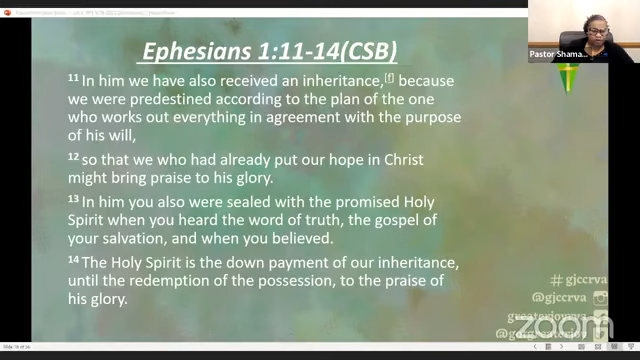 Pastor Shama...
Ephesians 1:11-14(CSB)
11 In him we have also received an inheritance,[f] because
we were predestined according to the plan of the one
who works out everything in agreement with the purpose
of his will,
12 so that we who had already put our hope in Christ
might bring praise to his glory.
13 In him you also were sealed with the promised Holy
Spirit when you heard the word of truth, the gospel of
your salvation, and when you believed.
14 The Holy Spirit is the down payment of our inheritance,
until the redemption of the possession, to the praise of
his glory.
# gjccrva
@gjccrva
zoom